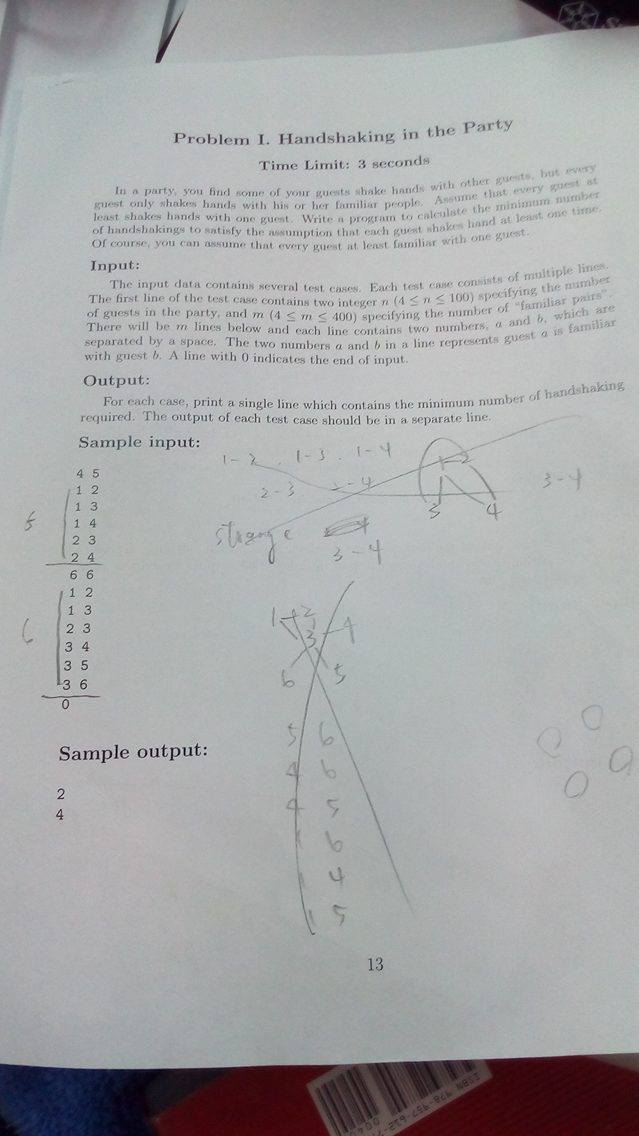 Problem I. Handshaking in the Party
Time Limit: 3 seconds
In a party, you find some of your guests shake hands with other guests, but every
guest only shakes hands with his or her familiar people. Assume that every guest at
least shakes hands with one guest. Write a program to calculate the minimum number
of handshakings to satisfy the assumption that each guest shakes hand at least one time.
Of course, you can assume that every guest at least familiar with one guest.
Input:
The input data contains several test cases. Each test case consists of multiple lines.
The first line of the test case contains two integer n (4 ≤ n ≤ 100) specifying the number
of guests in the party, and m (4 ≤ m ≤ 400) specifying the number of "familiar pairs".
There will be m lines below and each line contains two numbers, a and b, which are
separated by a space. The two numbers a and b in a line represents guest a is familiar
with guest b. A line with 0 indicates the end of input.
Output:
For each case, print a single line which contains the minimum number of handshaking
required. The output of each test case should be in a separate line.
Sample input:
1-2 . 1-3 . 1-4
1-2
4 5
1 2
2-3 2-4
3-4
1 3
3 4
5
1 4
strange
2 3
3-4
2 4
6 6
1 2
1 3
1 2
6
2 3
3-4
3 4
3 5
6 5
3 6
0
5 6
Sample output:
4 6
2
4 5
4
6
4
5
13